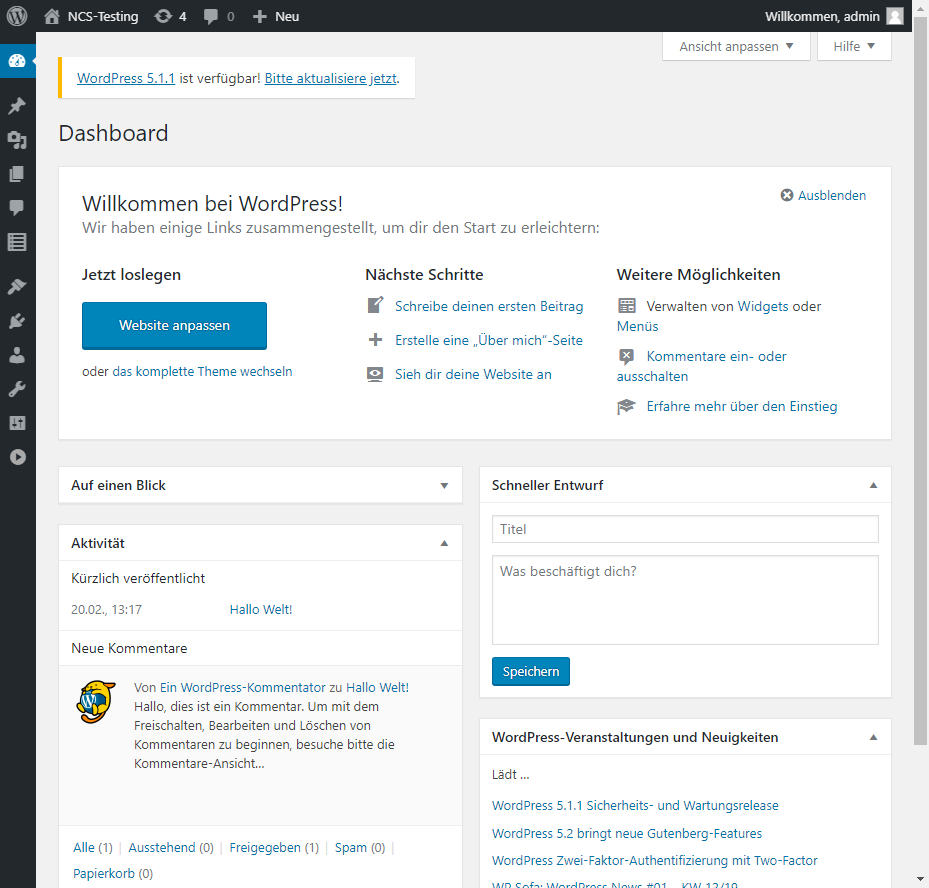 NCS-Testing 4 0 Neu Willkommen, admin
Ansicht anpassen Hilfe
WordPress 5.1.1 ist verfügbar! Bitte aktualisiere jetzt.
Dashboard
Willkommen bei WordPress!
Ausblenden
Wir haben einige Links zusammengestellt, um dir den Start zu erleichtern:
Jetzt loslegen
Website anpassen
oder das komplette Theme wechseln
Nächste Schritte
Schreibe deinen ersten Beitrag
Erstelle eine „Über mich“-Seite
Sieh dir deine Website an
Weitere Möglichkeiten
Verwalten von Widgets oder
Menüs
Kommentare ein- oder
ausschalten
Erfahre mehr über den Einstieg
Auf einen Blick
Aktivität
Kürzlich veröffentlicht
20.02., 13:17 Hallo Welt!
Neue Kommentare
Von Ein WordPress-Kommentator zu Hallo Welt!
Hallo, dies ist ein Kommentar. Um mit dem
Freischalten, Bearbeiten und Löschen von
Kommentaren zu beginnen, besuche bitte die
Kommentare-Ansicht…
Alle (1) | Ausstehend (0) | Freigegeben (1) | Spam (0) |
Papierkorb (0)
Schneller Entwurf
Titel
Was beschäftigt dich?
Speichern
WordPress-Veranstaltungen und Neuigkeiten
Lädt …
WordPress 5.1.1 Sicherheits- und Wartungsrelease
WordPress 5.2 bringt neue Gutenberg-Features
WordPress Zwei-Faktor-Authentifizierung mit Two-Factor
WP Sofa: WordPress News #01 – KW 12/19